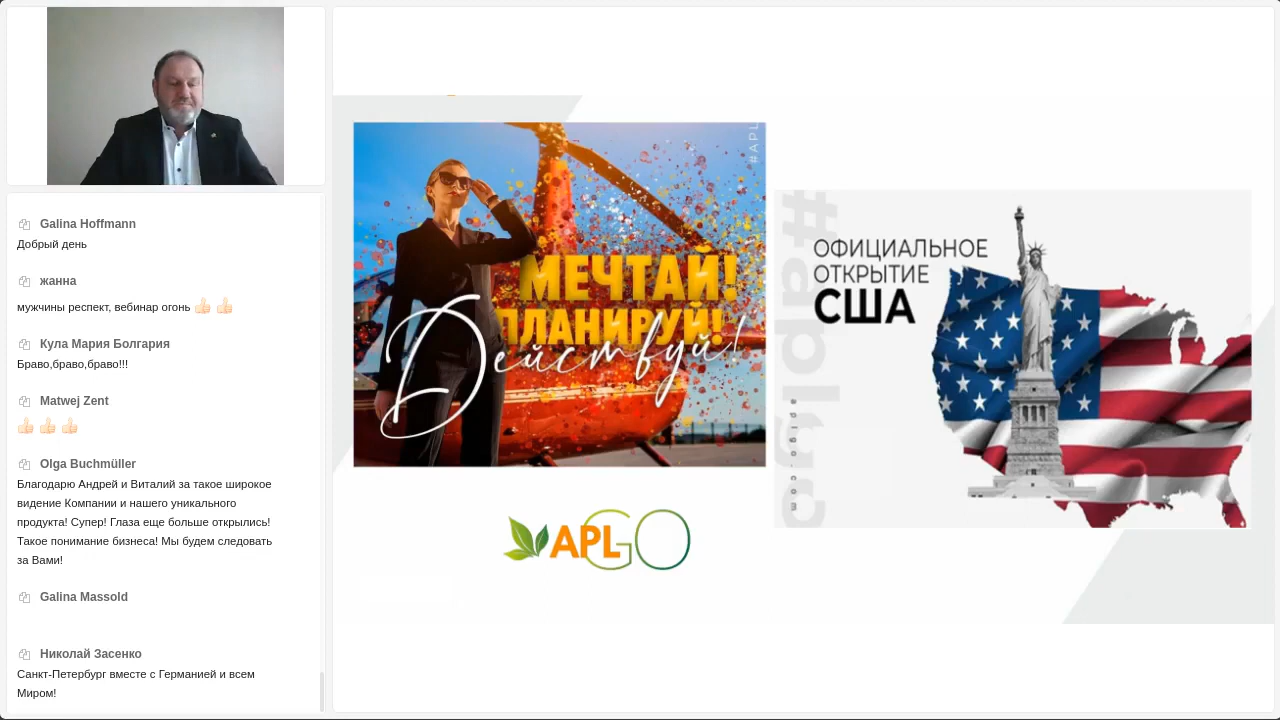 Galina Hoffmann
Добрый день
жанна
мужчины респект, вебинар огонь
Кула Мария Болгария
Браво,браво,браво!!!
Matwej Zent
Olga Buchmüller
Благодарю Андрей и Виталий за такое широкое
видение Компании и нашего уникального
продукта! Супер! Глаза еще больше открылись!
Такое понимание бизнеса! Мы будем следовать
за Вами!
Galina Massold
Николай Засенко
Санкт-Петербург вместе с Германией и всем
Миром!
#APL
МЕЧТАЙ!
ПЛАНИРУЙ!
Действуй!
APLGO
#aplgo
ОФИЦИАЛЬНОЕ
ОТКРЫТИЕ
США
aplgo.com